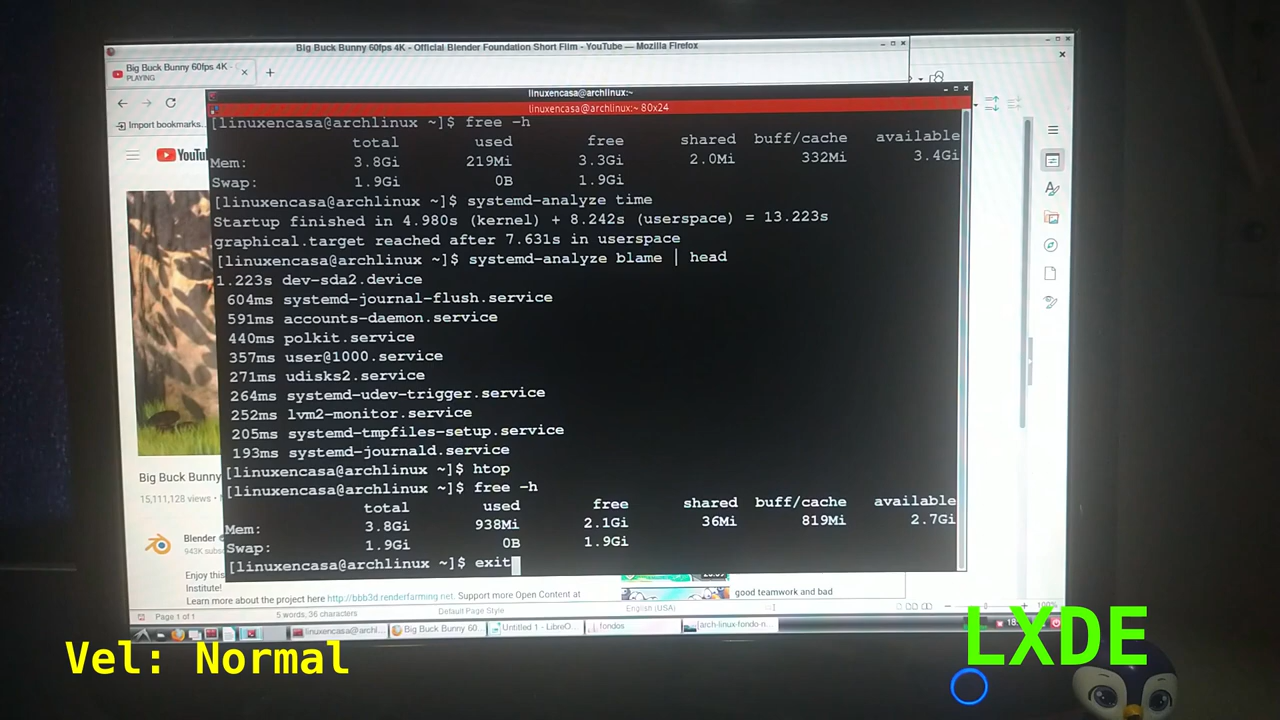 Big Buck Bunny 60fps 4K - Official Blender Foundation Short Film - YouTube — Mozilla Firefox
Big Buck Bunny 60fps 4K -
PLAYING
Import bookmarks...
linuxencasa@archlinux:~
linuxencasa@archlinux:~ 80x24
[linuxencasa@archlinux ~]$ free -h
total used free shared buff/cache available
Mem: 3.8Gi 219Mi 3.3Gi 2.0Mi 332Mi 3.4Gi
Swap: 1.9Gi 0B 1.9Gi
[linuxencasa@archlinux ~]$ systemd-analyze time
Startup finished in 4.980s (kernel) + 8.242s (userspace) = 13.223s
graphical.target reached after 7.631s in userspace
[linuxencasa@archlinux ~]$ systemd-analyze blame | head
1.223s dev-sda2.device
604ms systemd-journal-flush.service
591ms accounts-daemon.service
440ms polkit.service
357ms user@1000.service
271ms udisks2.service
264ms systemd-udev-trigger.service
252ms lvm2-monitor.service
205ms systemd-tmpfiles-setup.service
193ms systemd-journald.service
[linuxencasa@archlinux ~]$ htop
[linuxencasa@archlinux ~]$ free -h
total used free shared buff/cache available
Mem: 3.8Gi 938Mi 2.1Gi 36Mi 819Mi 2.7Gi
Swap: 1.9Gi 0B 1.9Gi
[linuxencasa@archlinux ~]$ exit
YouTu
Big Buck Bunny
15,111,128 views •
Blender
943K subs
Enjoy this
Institute!
Learn more about the project here http://bbb3d.renderfarming.net. Support more Open Content at
good teamwork and bad
Page 1 of 1 5 words, 36 characters Default Page Style English (USA) 100%
linuxencasa@archl... Big Buck Bunny 60... Untitled 1 - LibreO... fondos arch-linux-fondo-n...
Vel: Normal
LXDE